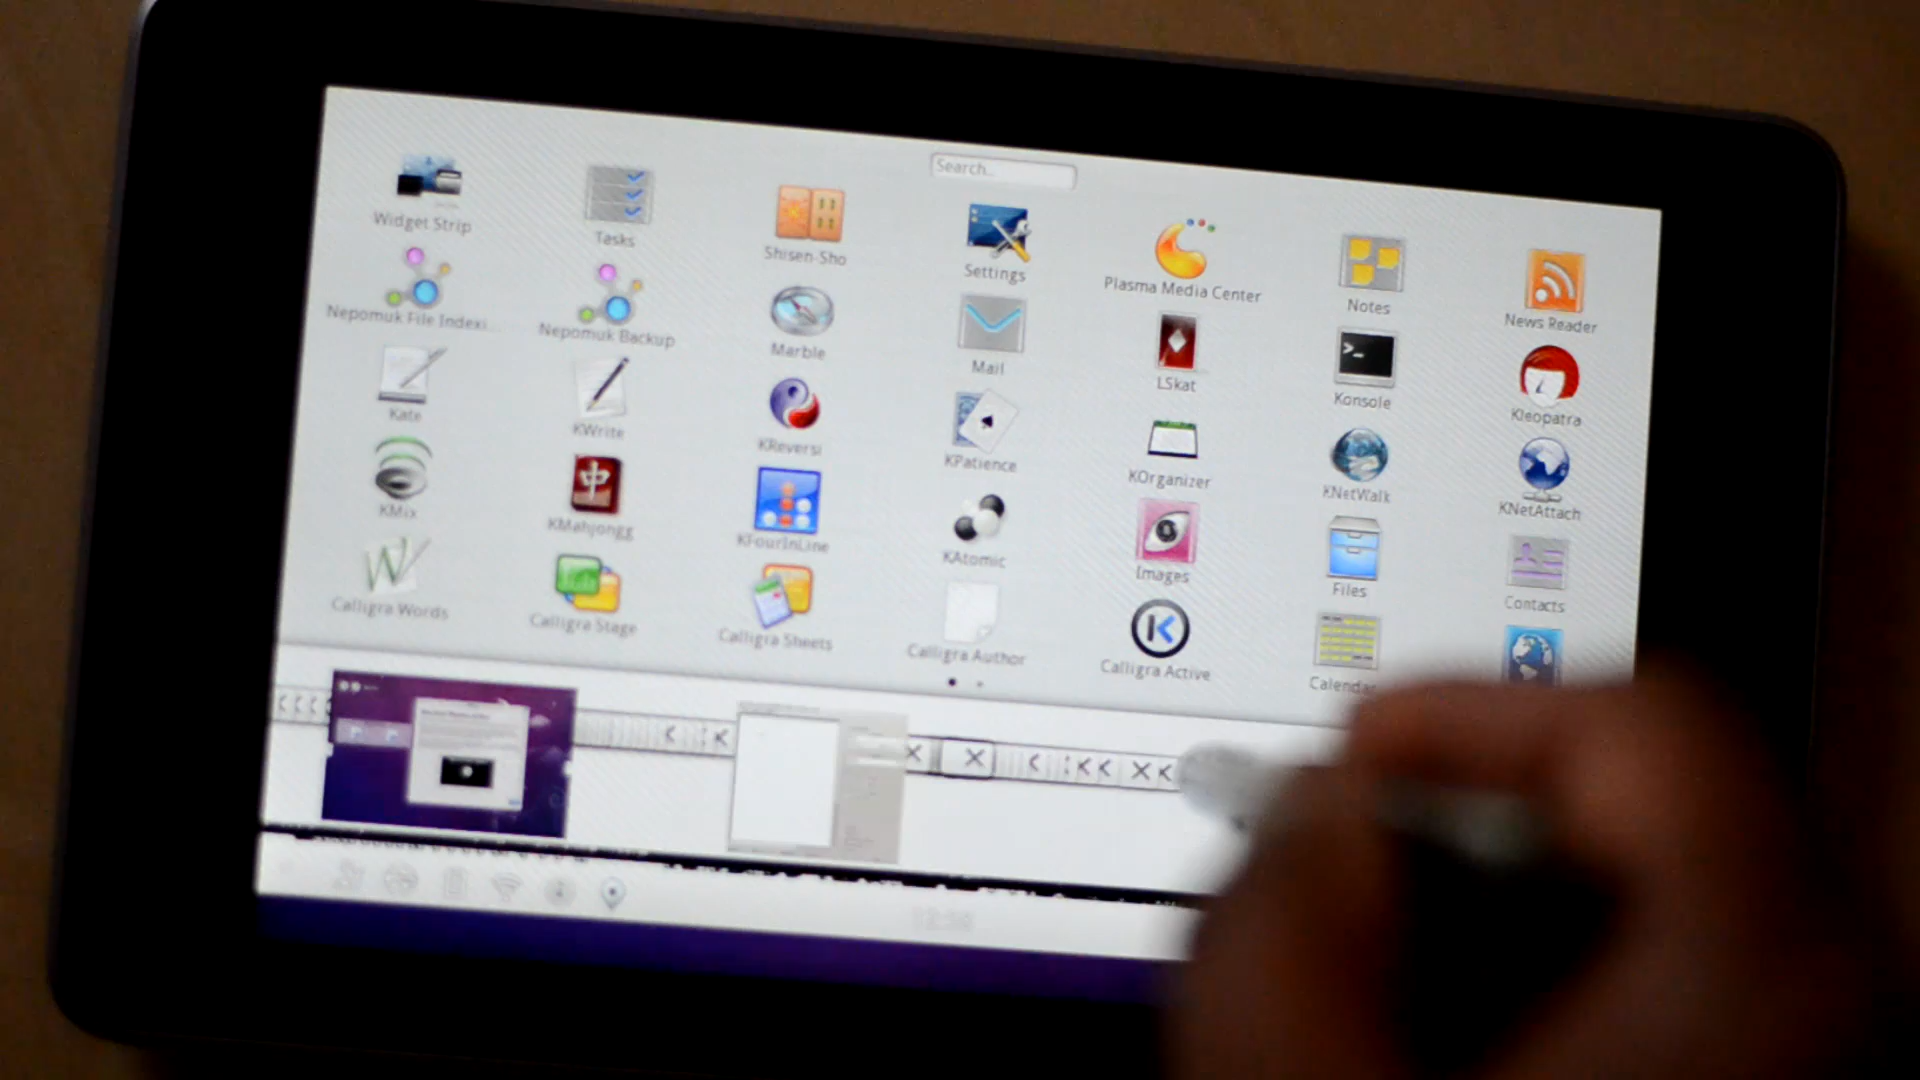 Search...
Widget Strip
Tasks
Shisen-Sho
Settings
Plasma Media Center
Notes
News Reader
Nepomuk File Indexi...
Nepomuk Backup
Marble
Mail
LSkat
Konsole
Kleopatra
Kate
KWrite
KReversi
KPatience
KOrganizer
KNetWalk
KNetAttach
KMix
KMahjongg
KFourInLine
KAtomic
Images
Files
Contacts
Calligra Words
Calligra Stage
Calligra Sheets
Calligra Author
Calligra Active
Calendar